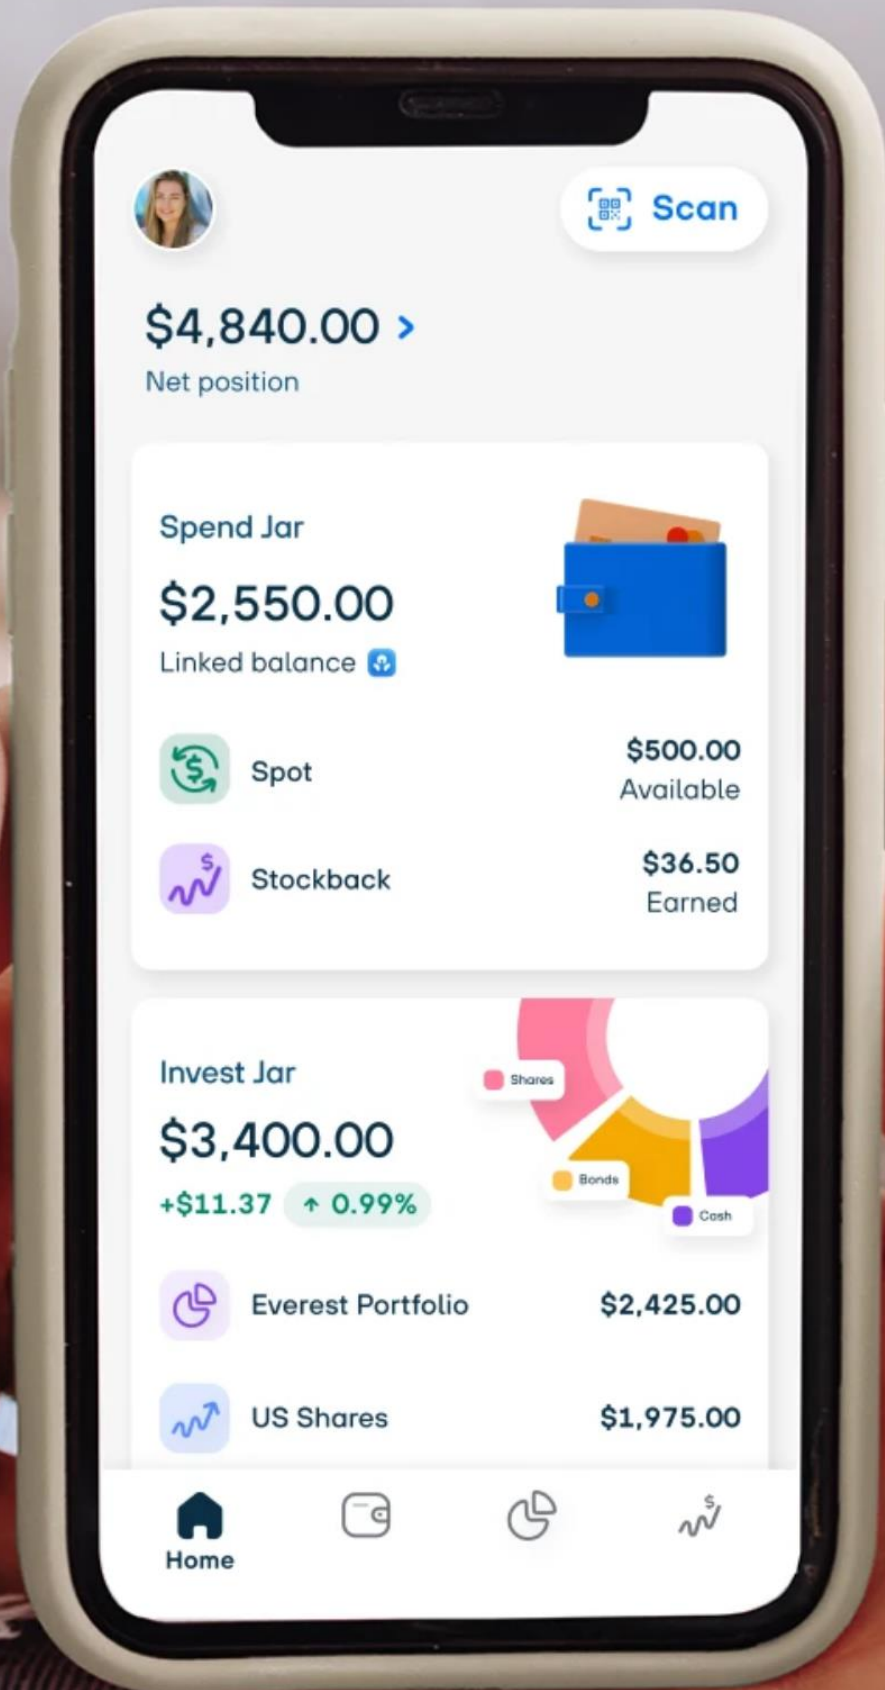 Scan
$4,840.00
Net position
Spend Jar
$2,550.00
Linked balance
Spot
$500.00
Available
Stockback
$36.50
Earned
Invest Jar
$3,400.00
+$11.37 ↑ 0.99%
Shares
Bonds
Cash
Everest Portfolio $2,425.00
US Shares $1,975.00
Home